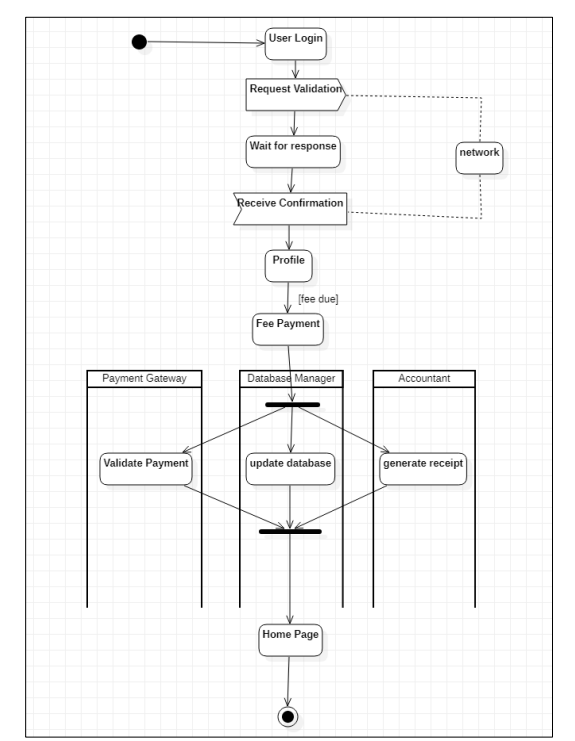 User Login
Request Validation
Wait for response
network
Receive Confirmation
Profile
[fee due]
Fee Payment
Payment Gateway
Database Manager
Accountant
Validate Payment
update database
generate receipt
Home Page